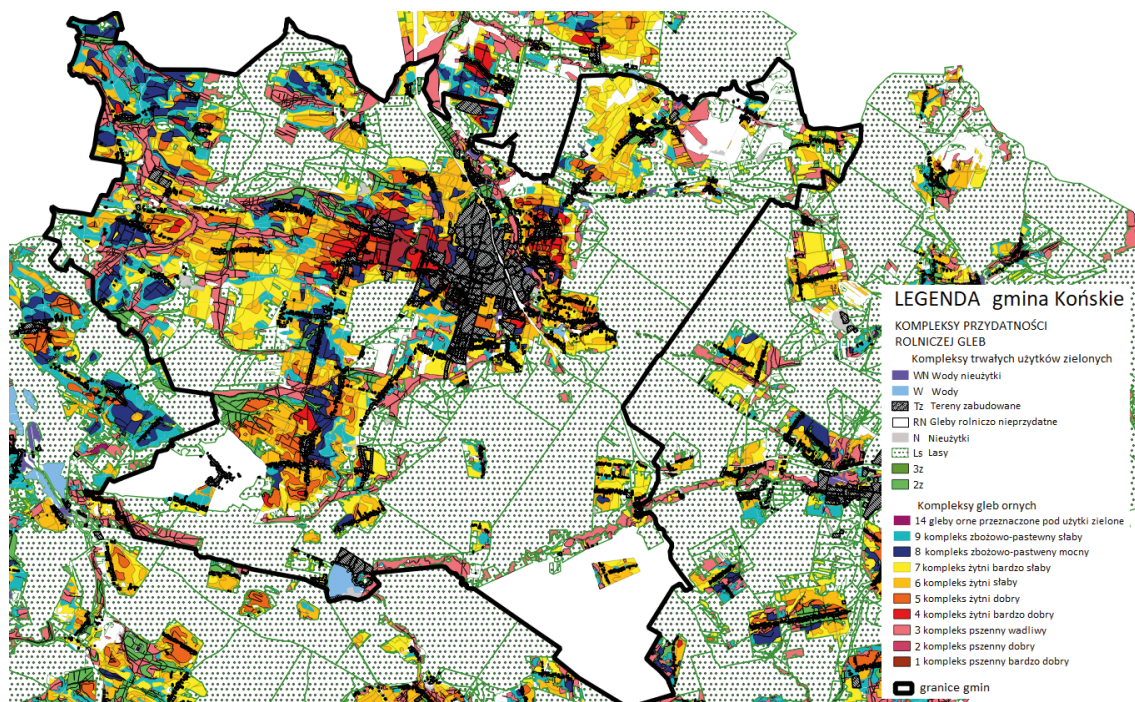 LEGENDA gmina Końskie
KOMPLEKSY PRZYDATNOŚCI
ROLNICZEJ GLEB
Kompleksy trwałych użytków zielonych
WN Wody nieużytki
W Wody
Tz Tereny zabudowane
RN Gleby rolniczo nieprzydatne
N Nieużytki
Ls Lasy
3z
2z
Kompleksy gleb ornych
14 gleby orne przeznaczone pod użytki zielone
9 kompleks zbożowo-pastewny słaby
8 kompleks zbożowo-pastweny mocny
7 kompleks żytni bardzo słaby
6 kompleks żytni słaby
5 kompleks żytni dobry
4 kompleks żytni bardzo dobry
3 kompleks pszenny wadliwy
2 kompleks pszenny dobry
1 kompleks pszenny bardzo dobry
granice gmin